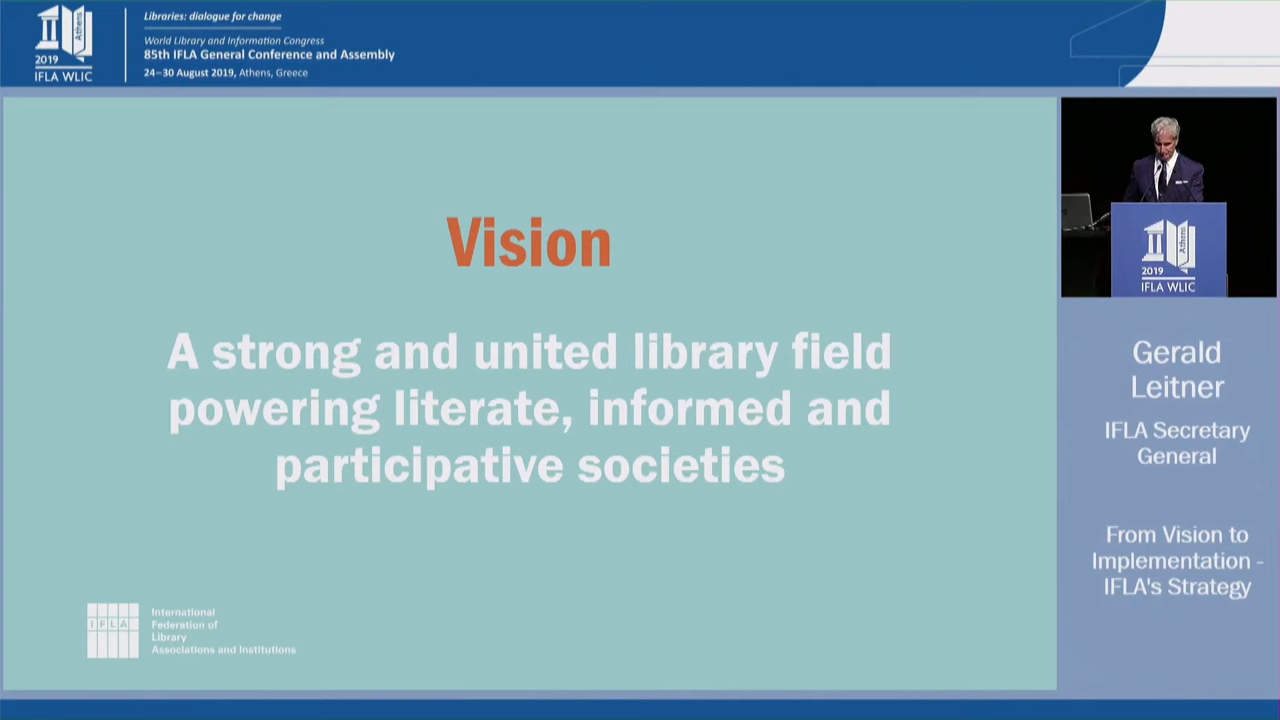 Athens
2019
IFLA WLIC
Libraries: dialogue for change
World Library and Information Congress
85th IFLA General Conference and Assembly
24–30 August 2019, Athens, Greece
Vision
A strong and united library field
powering literate, informed and
participative societies
IFLA
International
Federation of
Library
Associations and Institutions
Athens
2019
IFLA WLIC
Gerald
Leitner
IFLA Secretary
General
From Vision to
Implementation -
IFLA's Strategy